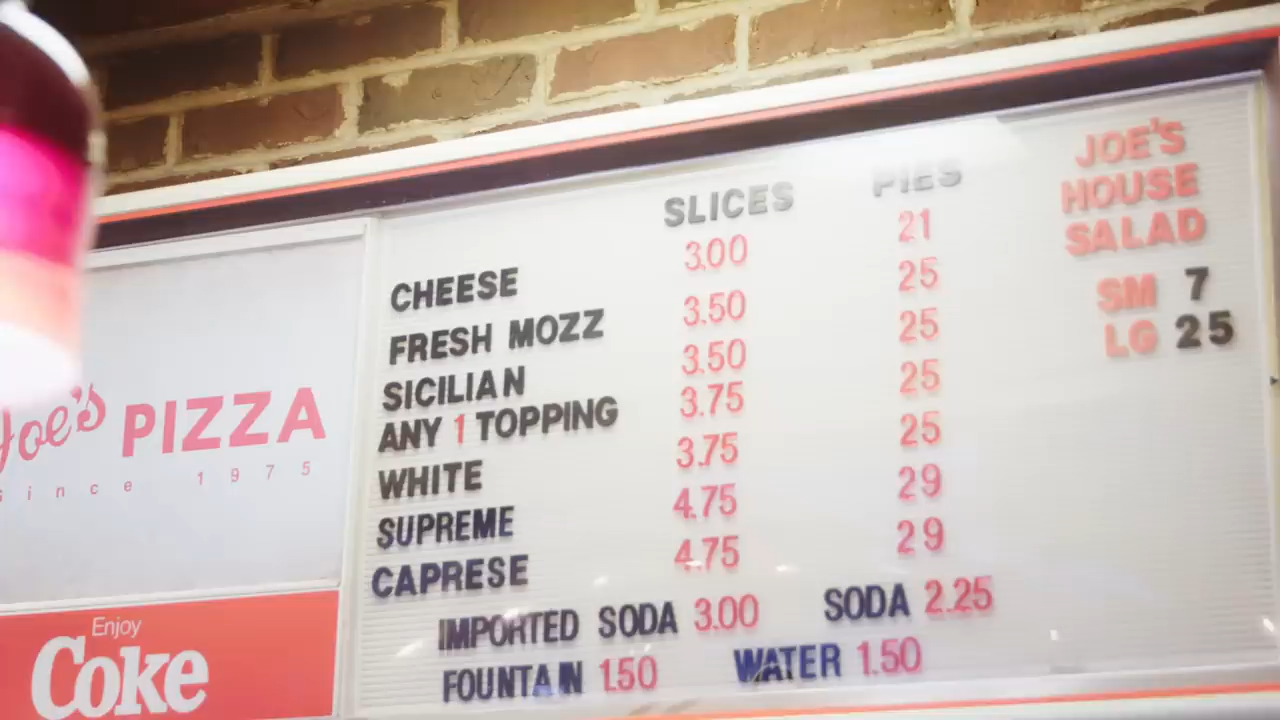 SLICES PIES
CHEESE 3.00 21
FRESH MOZZ 3.50 25
SICILIAN 3.50 25
ANY 1 TOPPING 3.75 25
WHITE 3.75 25
SUPREME 4.75 29
CAPRESE 4.75 29
IMPORTED SODA 3.00 SODA 2.25
FOUNTAIN 1.50 WATER 1.50
JOE'S
HOUSE
SALAD
SM 7
LG 25
Joe's PIZZA
Since 1975
Enjoy
Coke